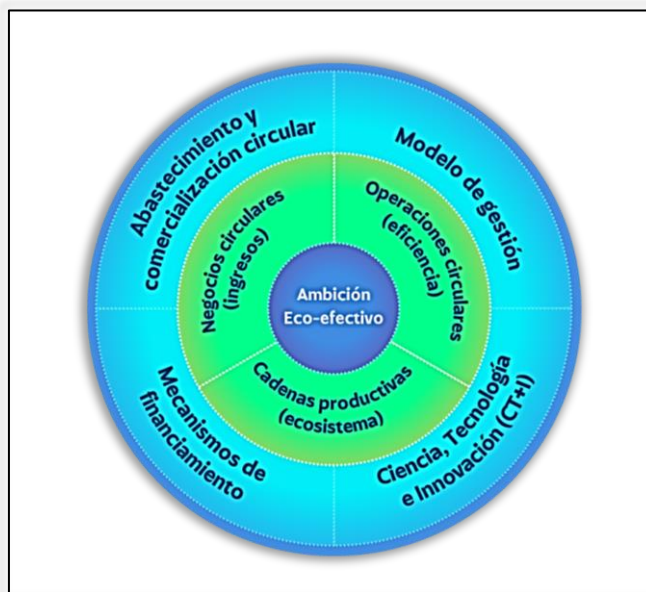 Abastecimiento y
comercialización circular
Modelo de gestión
Negocios circulares
(ingresos)
Operaciones circulares
(eficiencia)
Ambición
Eco-efectivo
Cadenas productivas
(ecosistema)
Mecanismos de
financiamiento
Ciencia, Tecnología
e Innovación (CT+I)